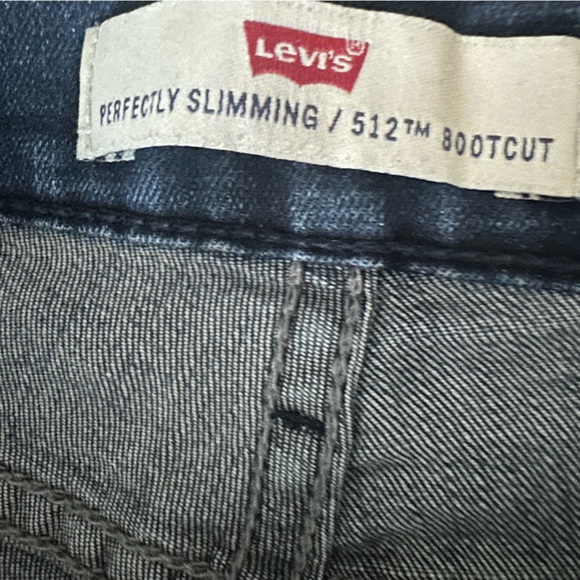 LEVI'S®
PERFECTLY SLIMMING / 512™ BOOTCUT